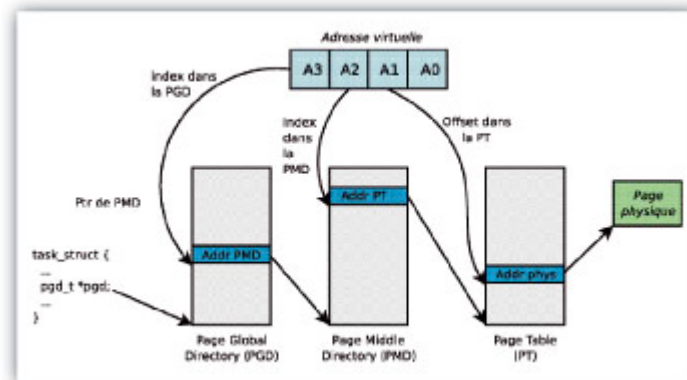 Adresse virtuelle
A3 A2 A1 A0
Index dans
la PGD
Index
dans
la
PMD
Offset dans
la PT
Ptr de PMD
Addr PT
Page
physique
Addr PMD
Addr phys
task_struct {
...
pgd_t *pgd;
...
}
Page Global
Directory (PGD)
Page Middle
Directory (PMD)
Page Table
(PT)